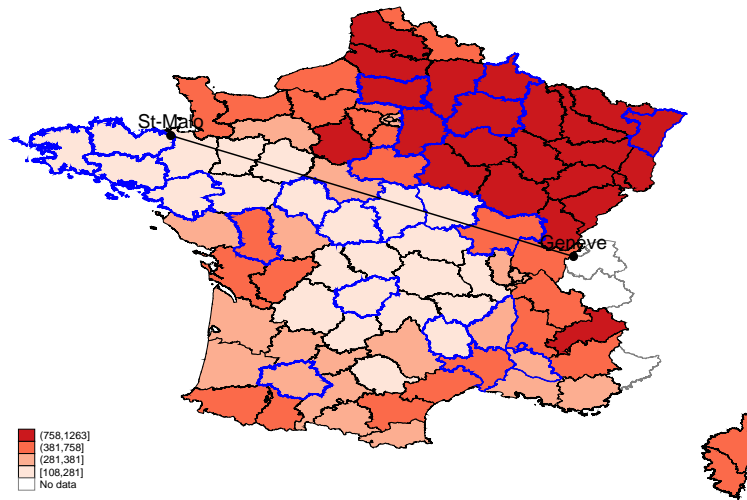 St-Malo
Genève
(758,1263]
(381,758]
(281,381]
[108,281]
No data